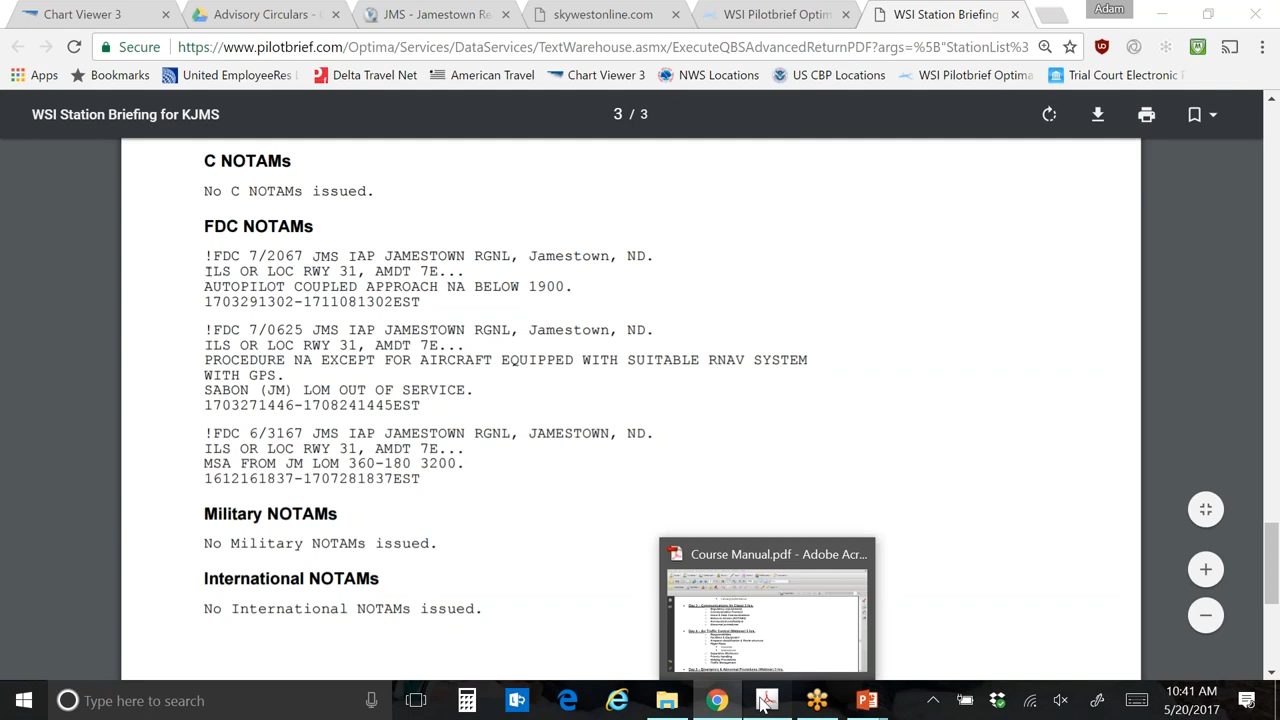 Chart Viewer 3
Advisory Circulars -
JMS - Jamestown Re
skywestonline.com
WSI Pilotbrief Optim
WSI Station Briefing
Adam
Secure
https://www.pilotbrief.com/OptimaServices/DataServices/TextWarehouse.asmx/ExecuteQBSAdvancedReturnPDF?args=%5B"StationList%3
Apps
Bookmarks
United EmployeeRes
Delta Travel Net
American Travel
Chart Viewer 3
NWS Locations
US CBP Locations
WSI Pilotbrief Optima
Trial Court Electronic
WSI Station Briefing for KJMS
3 / 3
C NOTAMs
No C NOTAMs issued.
FDC NOTAMs
!FDC 7/2067 JMS IAP JAMESTOWN RGNL, Jamestown, ND.
ILS OR LOC RWY 31, AMDT 7E...
AUTOPILOT COUPLED APPROACH NA BELOW 1900.
1703291302-1711081302EST
!FDC 7/0625 JMS IAP JAMESTOWN RGNL, Jamestown, ND.
ILS OR LOC RWY 31, AMDT 7E...
PROCEDURE NA EXCEPT FOR AIRCRAFT EQUIPPED WITH SUITABLE RNAV SYSTEM
WITH GPS.
SABON (JM) LOM OUT OF SERVICE.
1703271446-1708241445EST
!FDC 6/3167 JMS IAP JAMESTOWN RGNL, JAMESTOWN, ND.
ILS OR LOC RWY 31, AMDT 7E...
MSA FROM JM LOM 360-180 3200.
1612161837-1707281837EST
Military NOTAMs
No Military NOTAMs issued.
International NOTAMs
No International NOTAMs issued.
Course Manual.pdf - Adobe Acr...
Type here to search
10:41 AM
5/20/2017